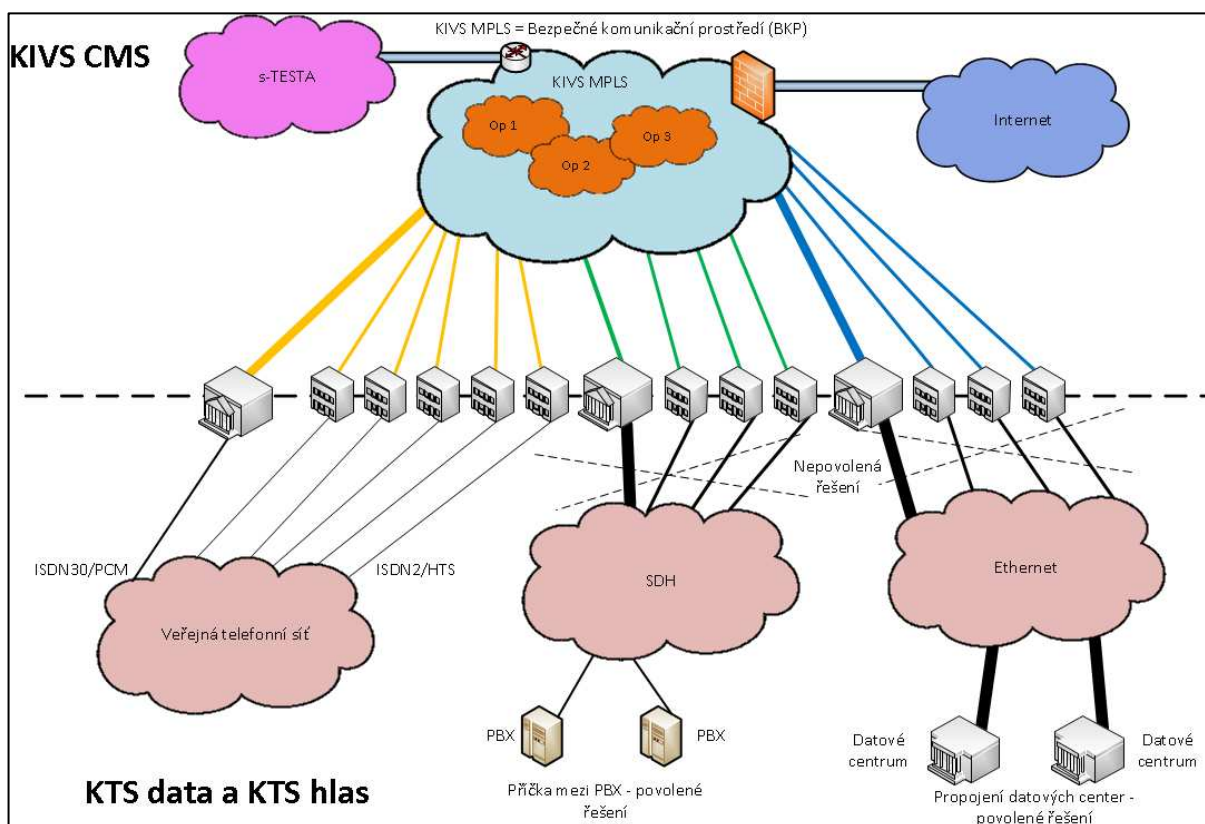 KIVS MPLS = Bezpečné komunikační prostředí (BKP)
KIVS CMS
s-TESTA
KIVS MPLS
Internet
Op 1
Op 2
Op 3
Nepovolená
řešení
ISDN30/PCM
ISDN2/HTS
SDH
Ethernet
Veřejná telefonní síť
PBX
PBX
Datové
centrum
Datové
centrum
Příčka mezi PBX - povolené
řešení
Propojení datových center -
povolené řešení
KTS data a KTS hlas